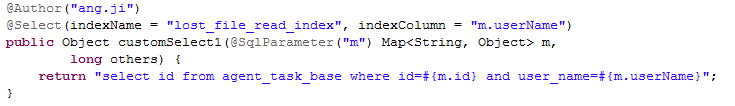 @Author("ang.ji")
@Select(indexName = "lost_file_read_index", indexColumn = "m.userName")
public Object customSelect1(@SqlParameter("m") Map<String, Object> m,
        long others) {
    return "select id from agent_task_base where id=#{m.id} and user_name=#{m.userName}";
}